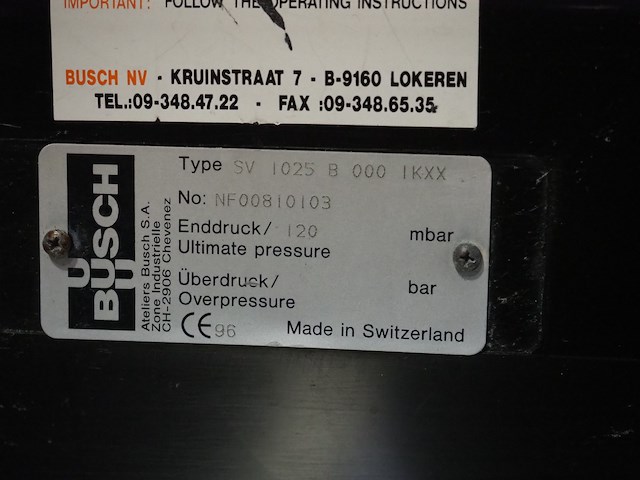 IMPORTANT: FOLLOW THE OPERATING INSTRUCTIONS
BUSCH NV - KRUINSTRAAT 7 - B-9160 LOKEREN
TEL.:09-348.47.22 - FAX :09-348.65.35
BUSCH
Ateliers Busch S.A.
Zone Industrielle
CH-2906 Chevenez
Type SV 1025 B 000 IKXX
No: NF00810103
Enddruck/ 120 mbar
Ultimate pressure
Überdruck/ bar
Overpressure
CE 96 Made in Switzerland